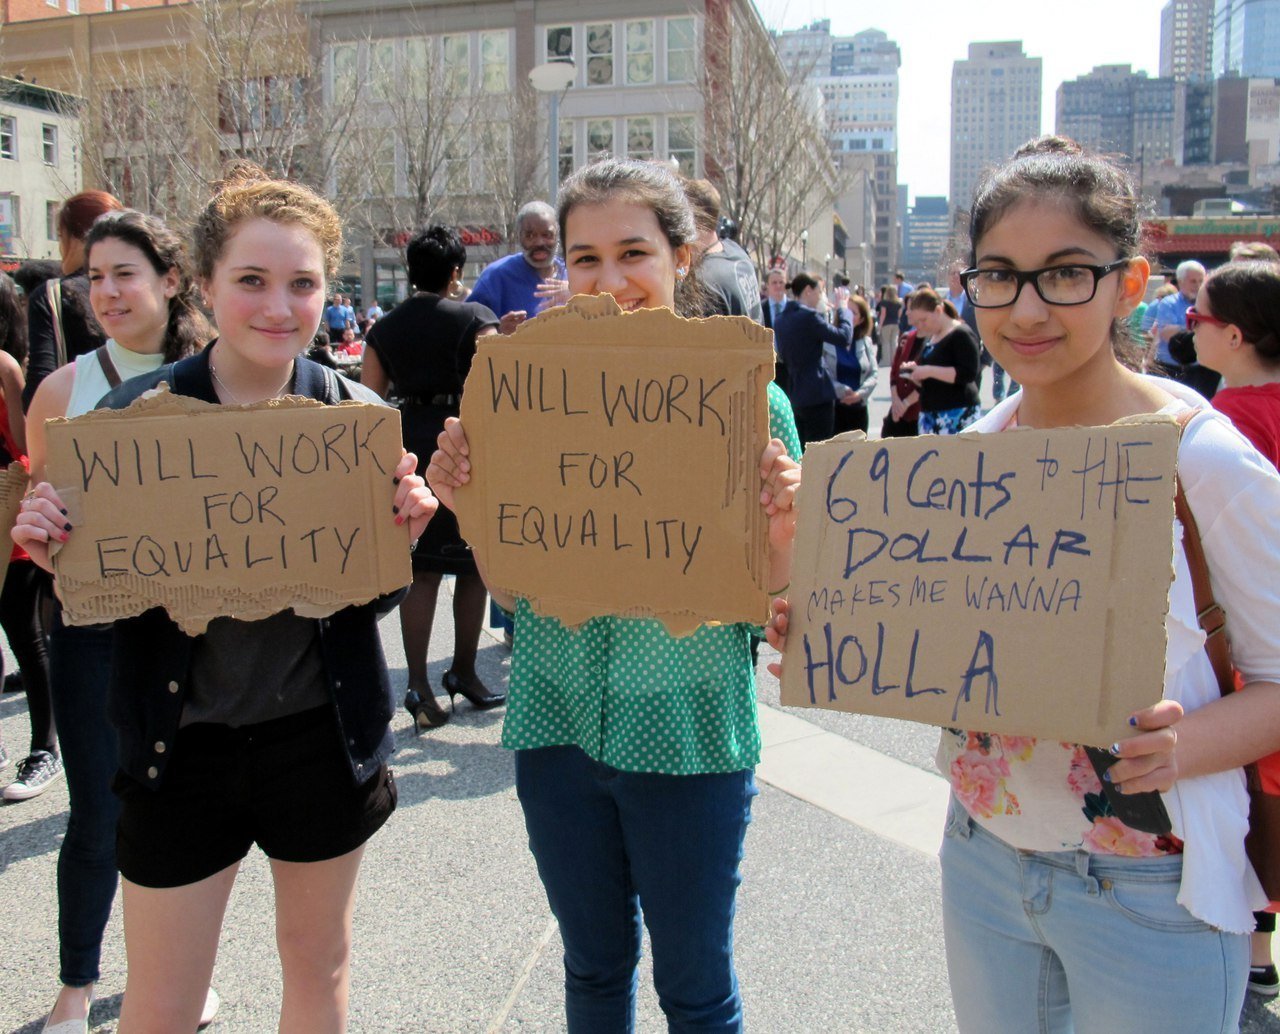 WILL WORK
FOR
EQUALITY
WILL WORK
FOR
EQUALITY
69 Cents to THE
DOLLAR
MAKES ME WANNA
HOLLA